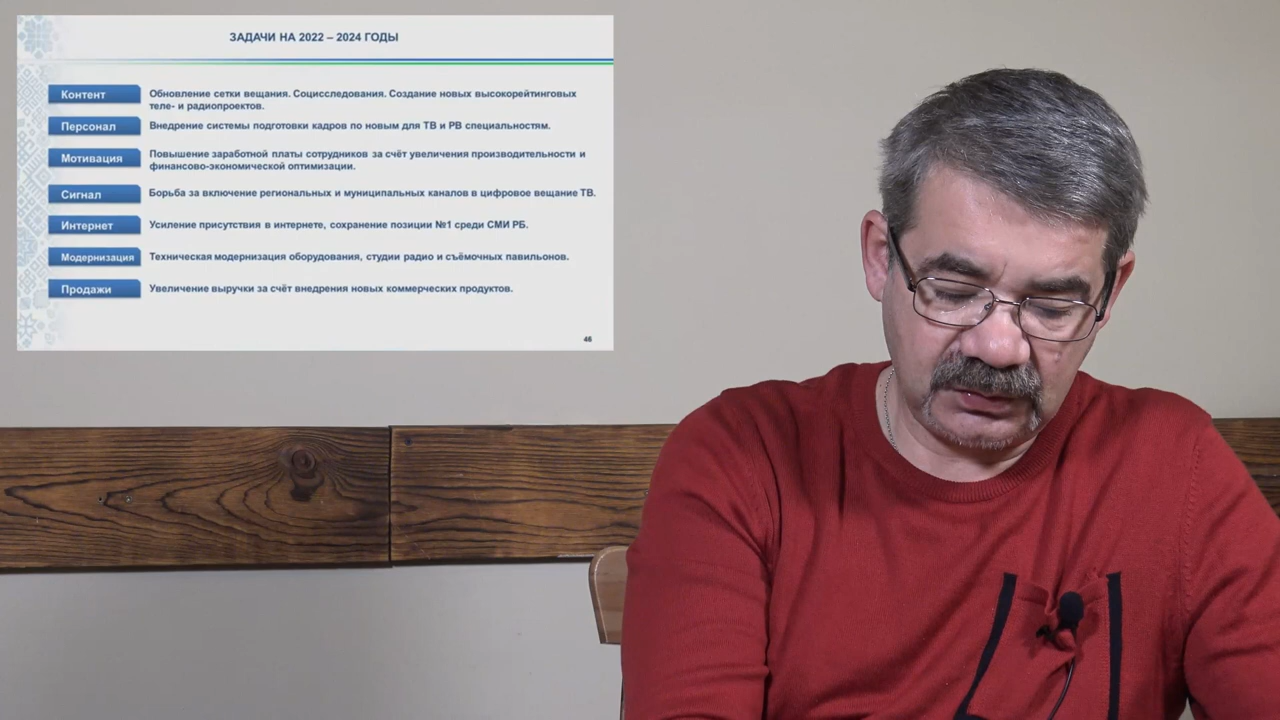 ЗАДАЧИ НА 2022 – 2024 ГОДЫ
Контент
Обновление сетки вещания. Социсследования. Создание новых высокорейтинговых
теле- и радиопроектов.
Персонал
Внедрение системы подготовки кадров по новым для ТВ и РВ специальностям.
Мотивация
Повышение заработной платы сотрудников за счёт увеличения производительности и
финансово-экономической оптимизации.
Сигнал
Борьба за включение региональных и муниципальных каналов в цифровое вещание ТВ.
Интернет
Усиление присутствия в интернете, сохранение позиции №1 среди СМИ РБ.
Модернизация
Техническая модернизация оборудования, студии радио и съёмочных павильонов.
Продажи
Увеличение выручки за счёт внедрения новых коммерческих продуктов.
46